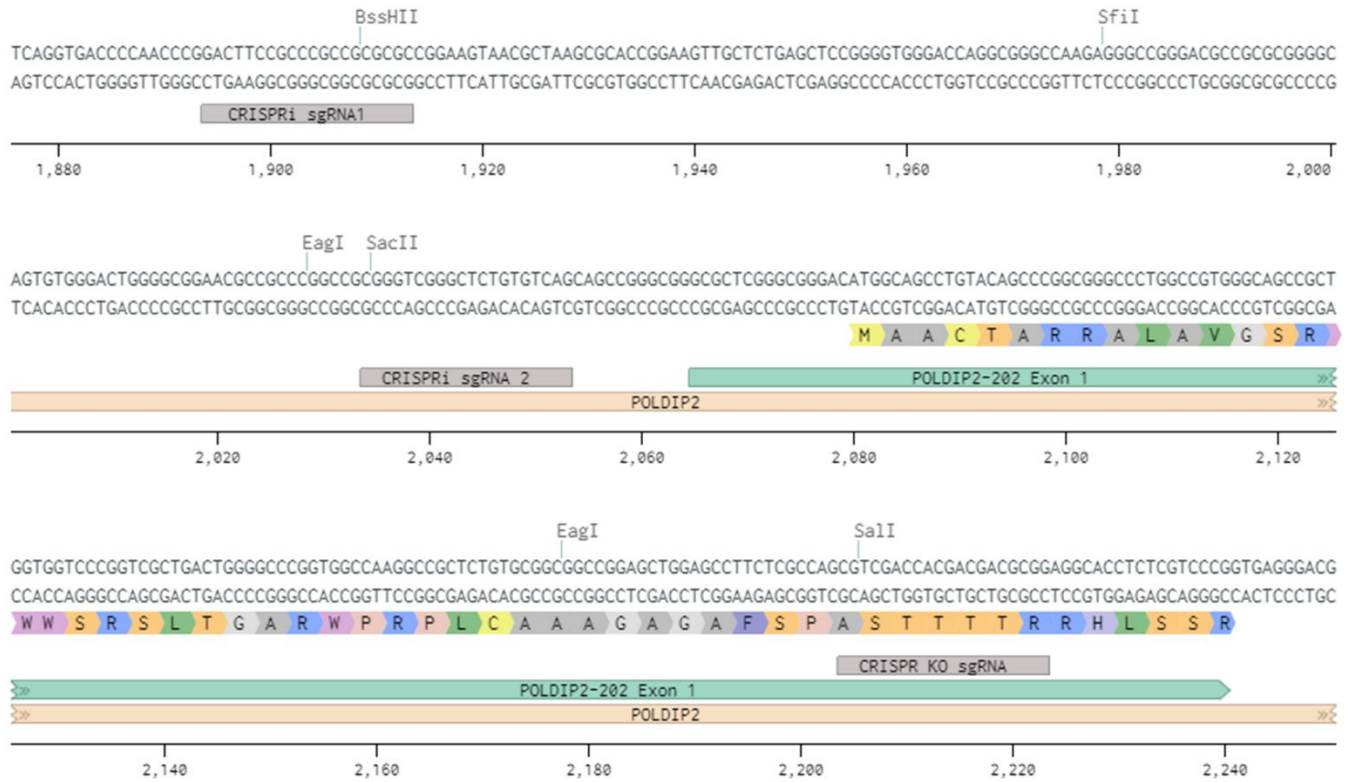 BssHII SfiI
TCAGGTGACCCCAACCCGGACTTCCGCCCGCCGCGCGCCGGAAGTAACGCTAAGCGCACCGGAAGTTGCTCTGAGCTCCGGGGTGGGACCAGGCGGGCCAAGAGGGCCGGGACGCCGCGCGGGGC
AGTCCACTGGGGTTGGGCCTGAAGGCGGGCGGCGCGCGGCCTTCATTGCGATTCGCGTGGCCTTCAACGAGACTCGAGGCCCCACCCTGGTCCGCCCGGTTCTCCCGGCCCTGCGGCGCGCCCCG
CRISPRi sgRNA1
1,880 1,900 1,920 1,940 1,960 1,980 2,000
EagI SacII
AGTGTGGGACTGGGGCGGAACGCCGCCCGGCCGCGGGTCGGGCTCTGTGTCAGCAGCCGGGCGGGCGCTCGGGCGGGACATGGCAGCCTGTACAGCCCGGCGGGCCCTGGCCGTGGGCAGCCGCT
TCACACCCTGACCCCGCCTTGCGGCGGGCCGGCGCCCAGCCCGAGACACAGTCGTCGGCCCGCCCGCGAGCCCGCCCTGTACCGTCGGACATGTCGGGCCGCCCGGGACCGGCACCCGTCGGCGA
M A A C T A R R A L A V G S R
CRISPRi sgRNA 2 POLDIP2-202 Exon 1
POLDIP2
2,020 2,040 2,060 2,080 2,100 2,120
EagI SalI
GGTGGTCCCGGTCGCTGACTGGGGCCCGGTGGCCAAGGCCGCTCTGTGCGGCGGCCGGAGCTGGAGCCTTCTCGCCAGCGTCGACCACGACGACGCGGAGGCACCTCTCGTCCCGGTGAGGGACG
CCACCAGGGCCAGCGACTGACCCCGGGCCACCGGTTCCGGCGAGACACGCCGCCGGCCTCGACCTCGGAAGAGCGGTCGCAGCTGGTGCTGCTGCGCCTCCGTGGAGAGCAGGGCCACTCCCTGC
W W S R S L T G A R W P R P L C A A A G A G A F S P A S T T T T R R H L S S R
CRISPR KO sgRNA
POLDIP2-202 Exon 1
POLDIP2
2,140 2,160 2,180 2,200 2,220 2,240